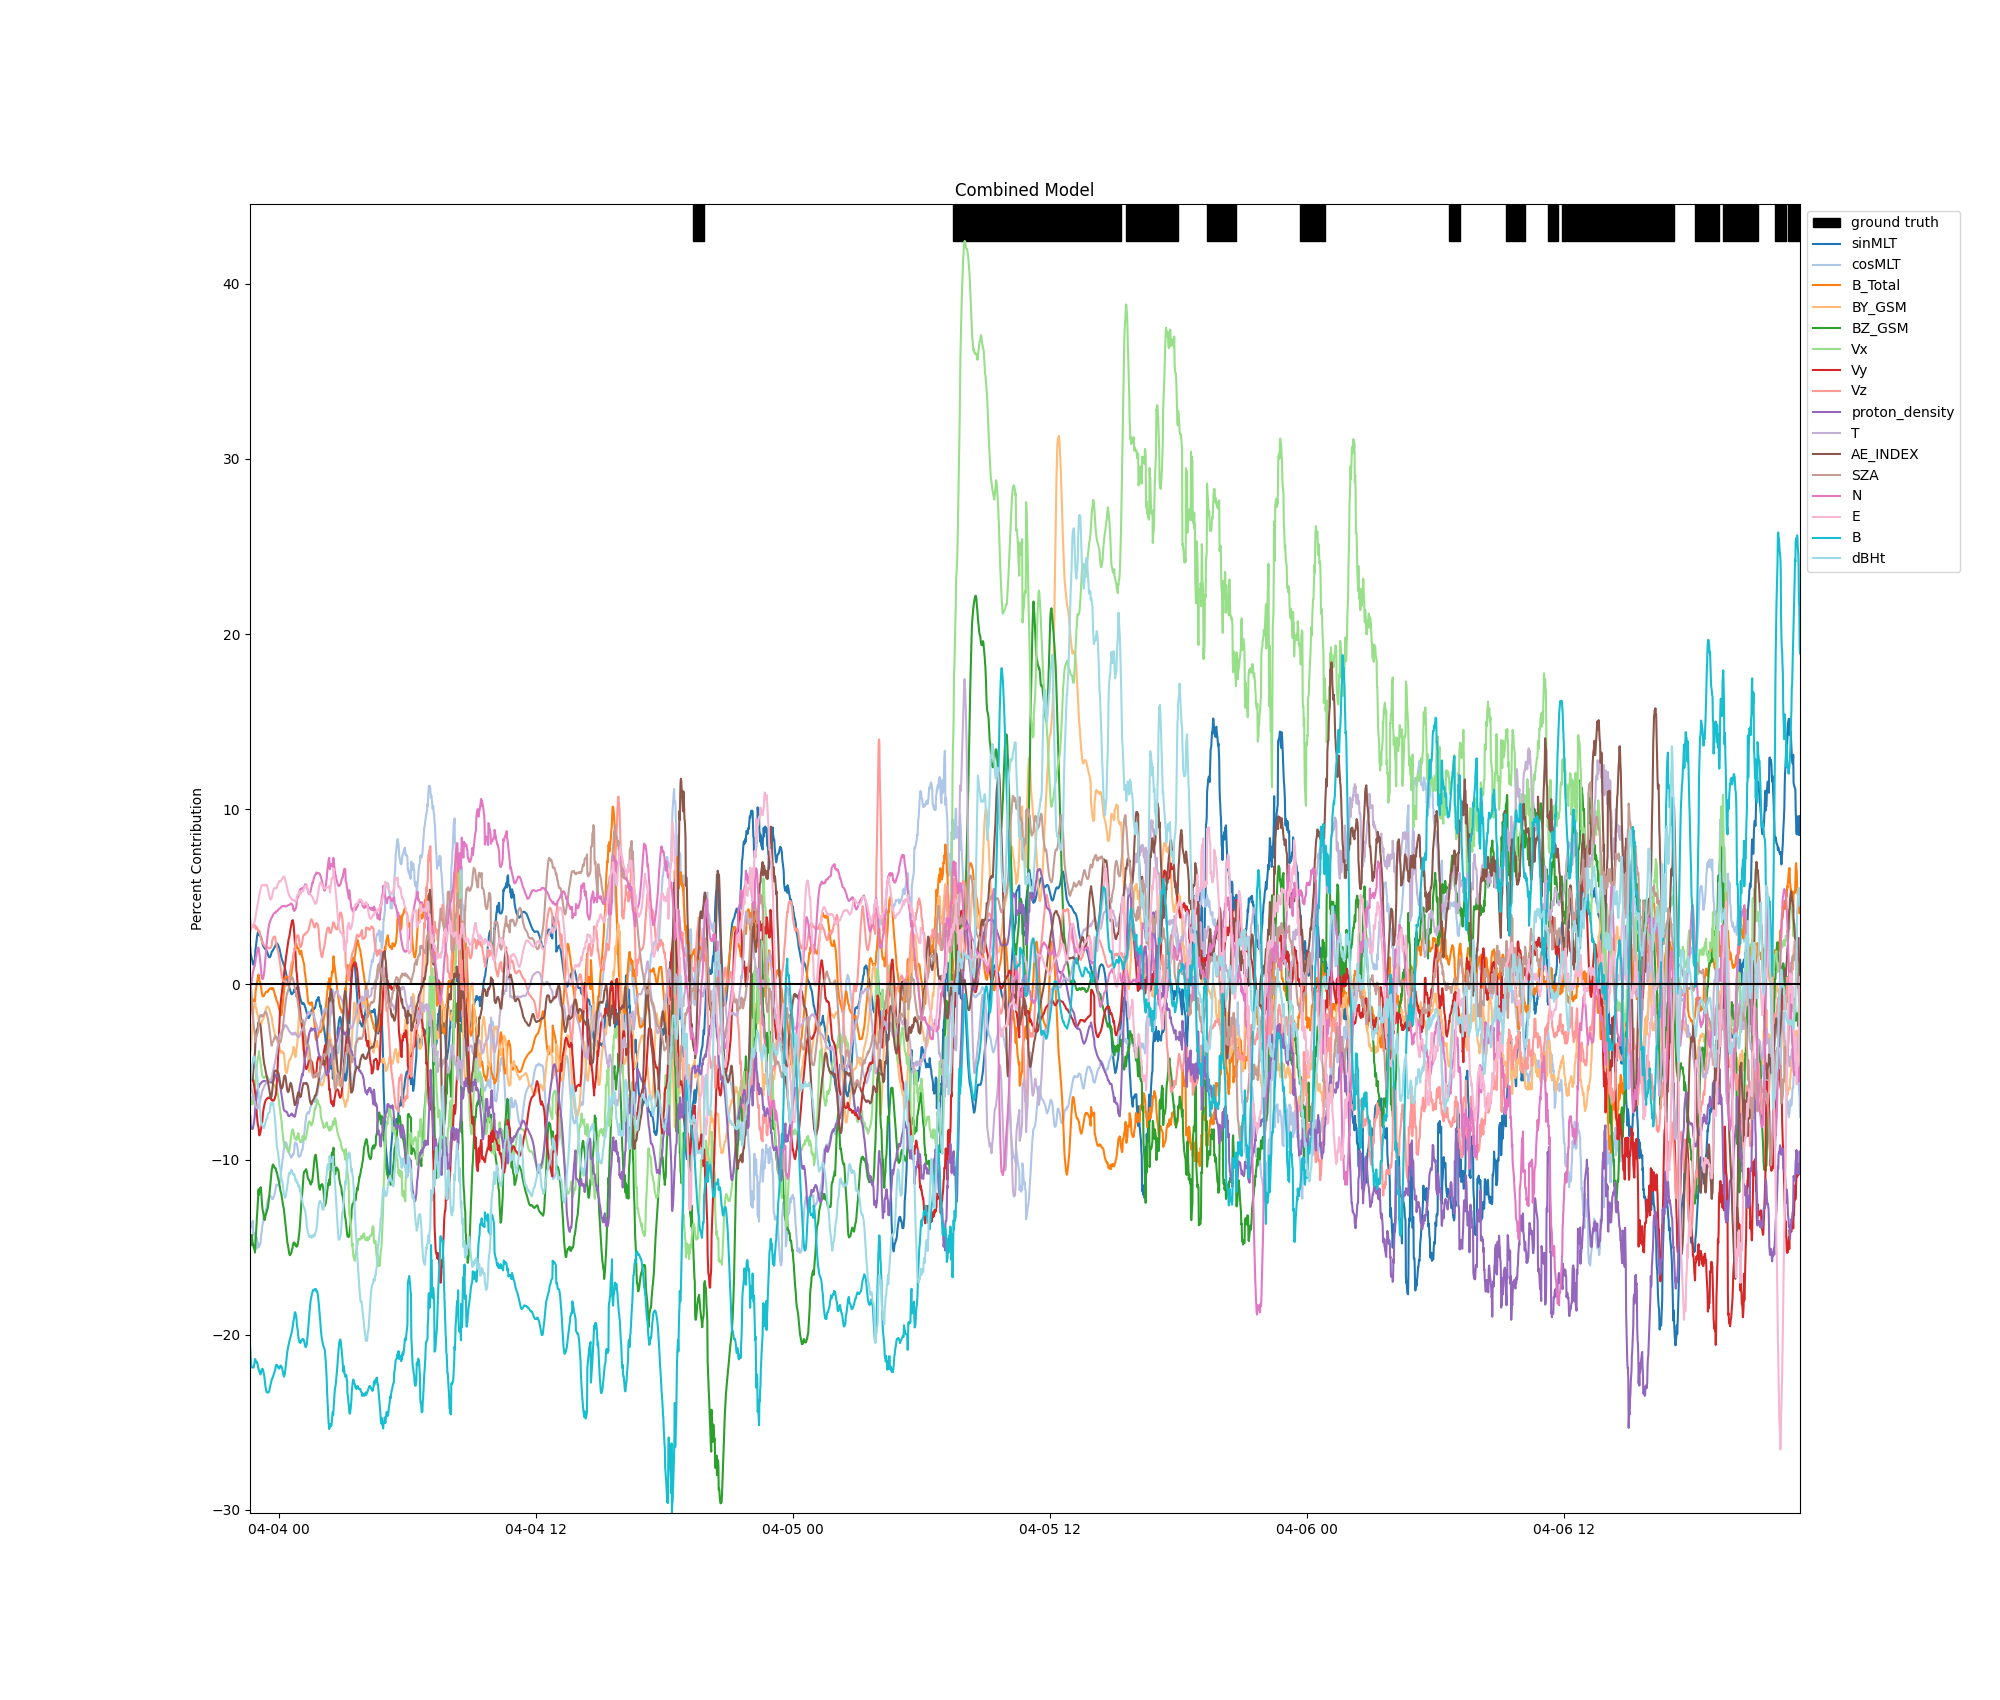 Combined Model
ground truth
sinMLT
cosMLT
B_Total
BY_GSM
BZ_GSM
Vx
Vy
Vz
proton_density
T
AE_INDEX
SZA
N
E
B
dBHt
Percent Contribution
40
30
20
10
0
−10
−20
−30
04-04 00
04-04 12
04-05 00
04-05 12
04-06 00
04-06 12